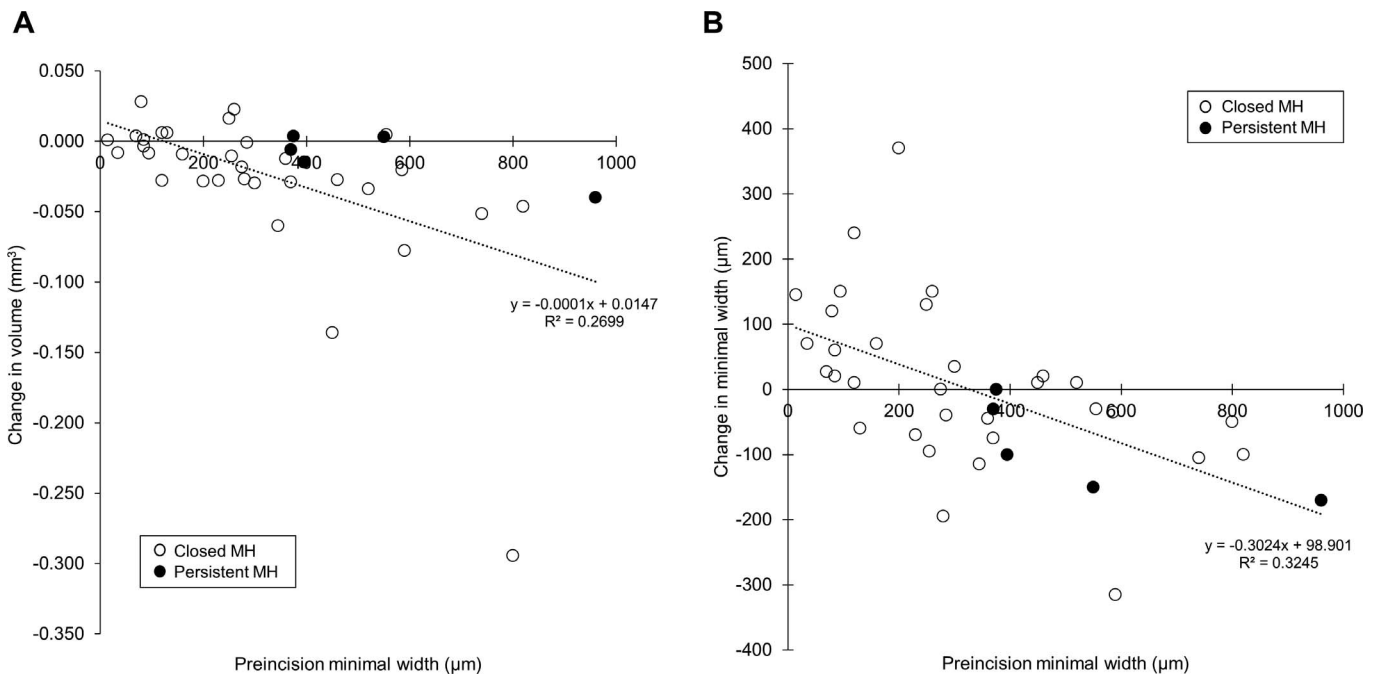 A
0.050
0.000
-0.050
-0.100
-0.150
-0.200
-0.250
-0.300
-0.350
0
200
400
600
800
1000
Change in volume (mm³)
y = -0.0001x + 0.0147
R² = 0.2699
Closed MH
Persistent MH
Preincision minimal width (µm)
B
500
400
300
200
100
0
-100
-200
-300
-400
0
200
400
600
800
1000
Change in minimal width (µm)
Closed MH
Persistent MH
y = -0.3024x + 98.901
R² = 0.3245
Preincision minimal width (µm)